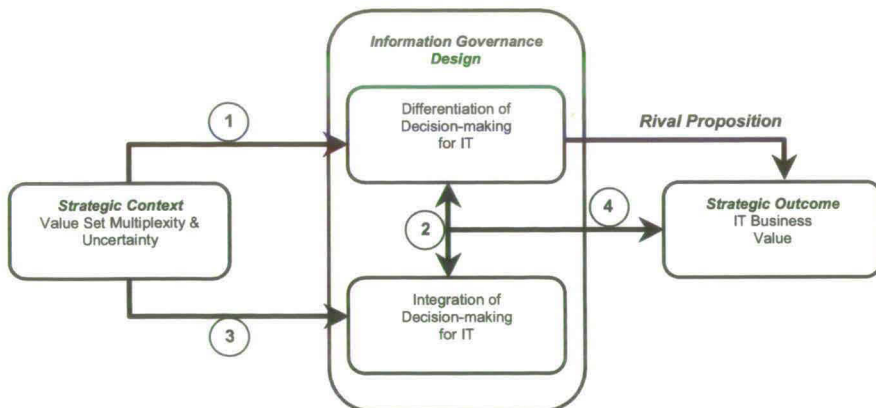 Information Governance
Design
1
Differentiation of
Decision-making
for IT
Rival Proposition
Strategic Context
Value Set Multiplexity &
Uncertainty
2
4
Strategic Outcome
IT Business
Value
3
Integration of
Decision-making
for IT